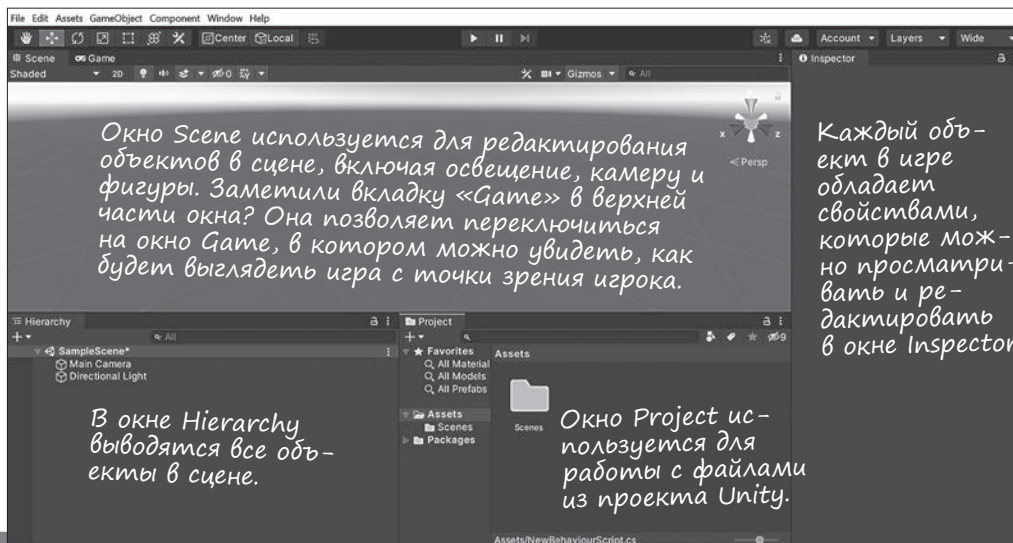 File Edit Assets GameObject Component Window Help
Center Local
Account Layers Wide
Scene Game
Inspector
Shaded 2D 0 Gizmos All
Y
x z
Persp
Окно Scene используется для редактирования
объектов в сцене, включая освещение, камеру и
фигуры. Заметили вкладку «Game» в верхней
части окна? Она позволяет переключиться
на окно Game, в котором можно увидеть, как
будет выглядеть игра с точки зрения игрока.
Каждый объ-
ект в игре
обладает
свойствами,
которые мож-
но просматри-
вать и ре-
дактировать
в окне Inspector
Hierarchy
All
SampleScene*
Main Camera
Directional Light
В окне Hierarchy
выводятся все объ-
екты в сцене.
Project
9
Favorites
All Material
All Models
All Prefabs
Assets
Scenes
Packages
Assets
Scenes
Окно Project ис-
пользуется для
работы с файлами
из проекта Unity.
Assets/NewBehaviourScript.cs